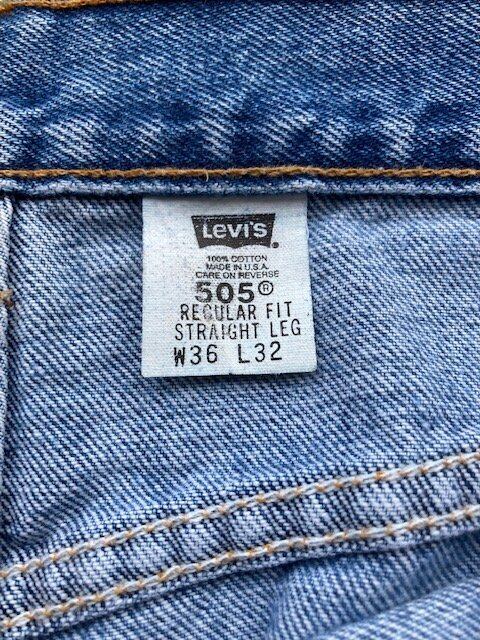 Levi's
100% COTTON
MADE IN U.S.A.
CARE ON REVERSE
505®
REGULAR FIT
STRAIGHT LEG
W36 L32